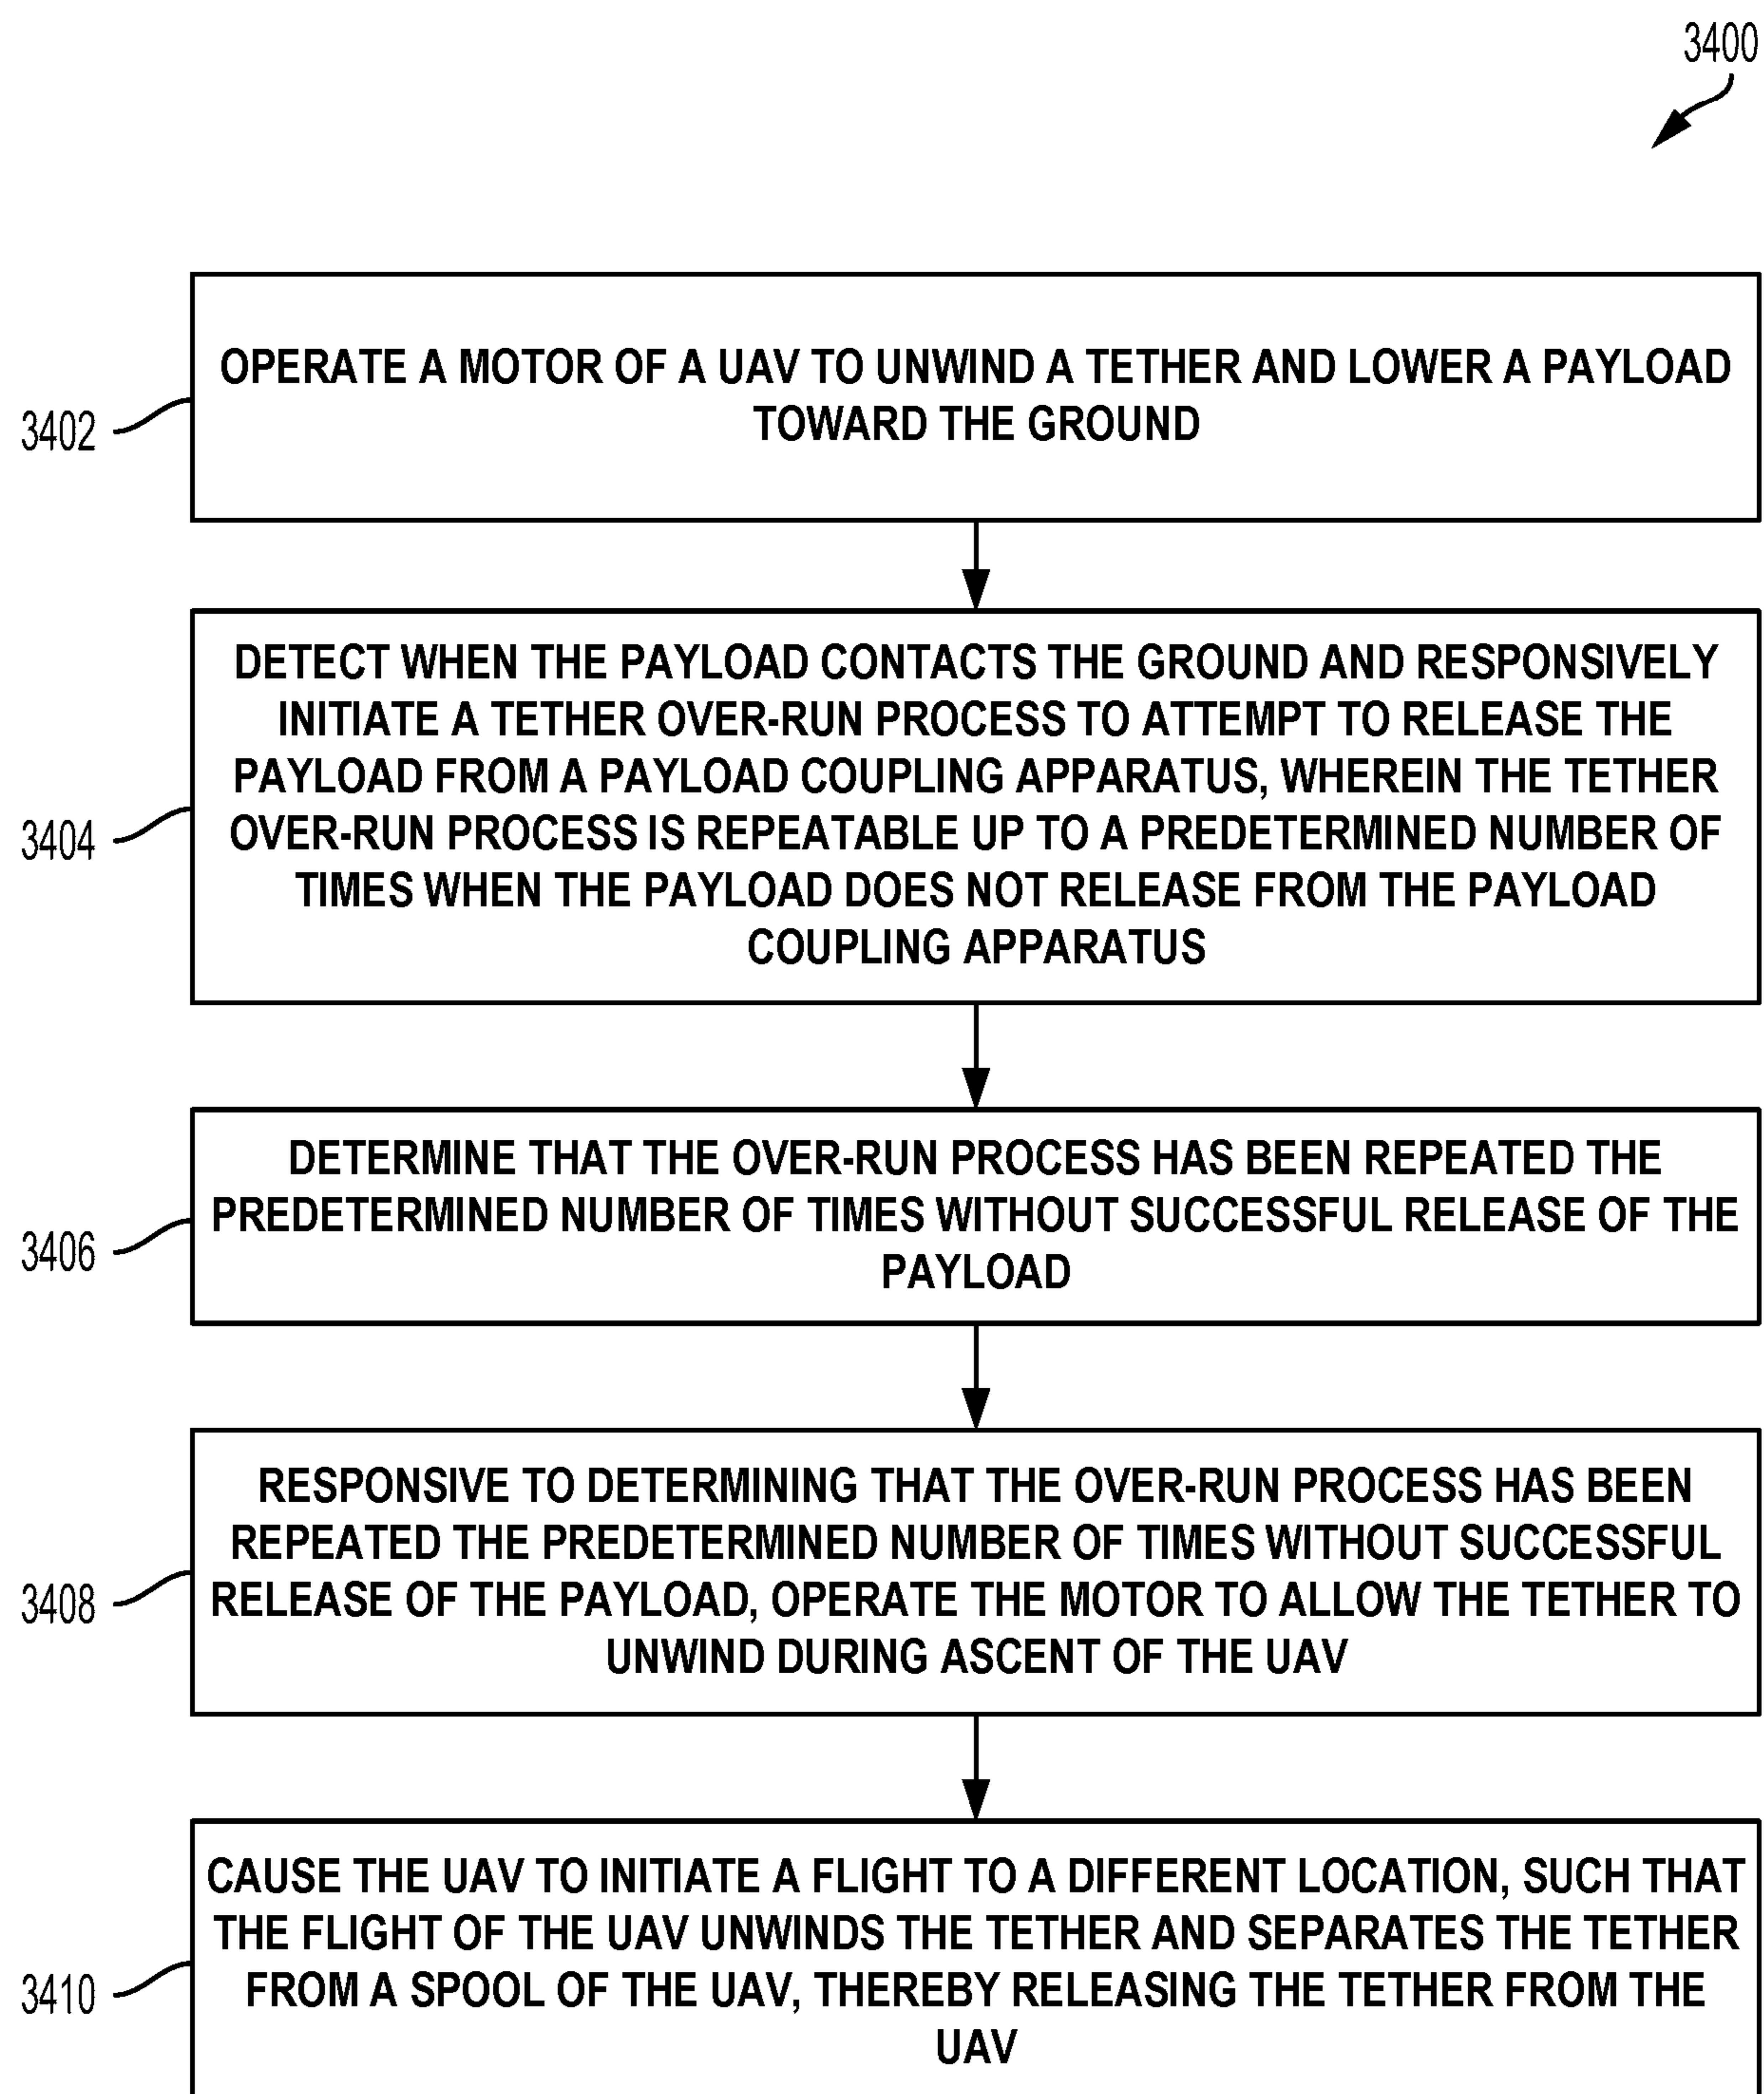 3400
3402
OPERATE A MOTOR OF A UAV TO UNWIND A TETHER AND LOWER A PAYLOAD
TOWARD THE GROUND
3404
DETECT WHEN THE PAYLOAD CONTACTS THE GROUND AND RESPONSIVELY
INITIATE A TETHER OVER-RUN PROCESS TO ATTEMPT TO RELEASE THE
PAYLOAD FROM A PAYLOAD COUPLING APPARATUS, WHEREIN THE TETHER
OVER-RUN PROCESS IS REPEATABLE UP TO A PREDETERMINED NUMBER OF
TIMES WHEN THE PAYLOAD DOES NOT RELEASE FROM THE PAYLOAD
COUPLING APPARATUS
3406
DETERMINE THAT THE OVER-RUN PROCESS HAS BEEN REPEATED THE
PREDETERMINED NUMBER OF TIMES WITHOUT SUCCESSFUL RELEASE OF THE
PAYLOAD
3408
RESPONSIVE TO DETERMINING THAT THE OVER-RUN PROCESS HAS BEEN
REPEATED THE PREDETERMINED NUMBER OF TIMES WITHOUT SUCCESSFUL
RELEASE OF THE PAYLOAD, OPERATE THE MOTOR TO ALLOW THE TETHER TO
UNWIND DURING ASCENT OF THE UAV
3410
CAUSE THE UAV TO INITIATE A FLIGHT TO A DIFFERENT LOCATION, SUCH THAT
THE FLIGHT OF THE UAV UNWINDS THE TETHER AND SEPARATES THE TETHER
FROM A SPOOL OF THE UAV, THEREBY RELEASING THE TETHER FROM THE
UAV